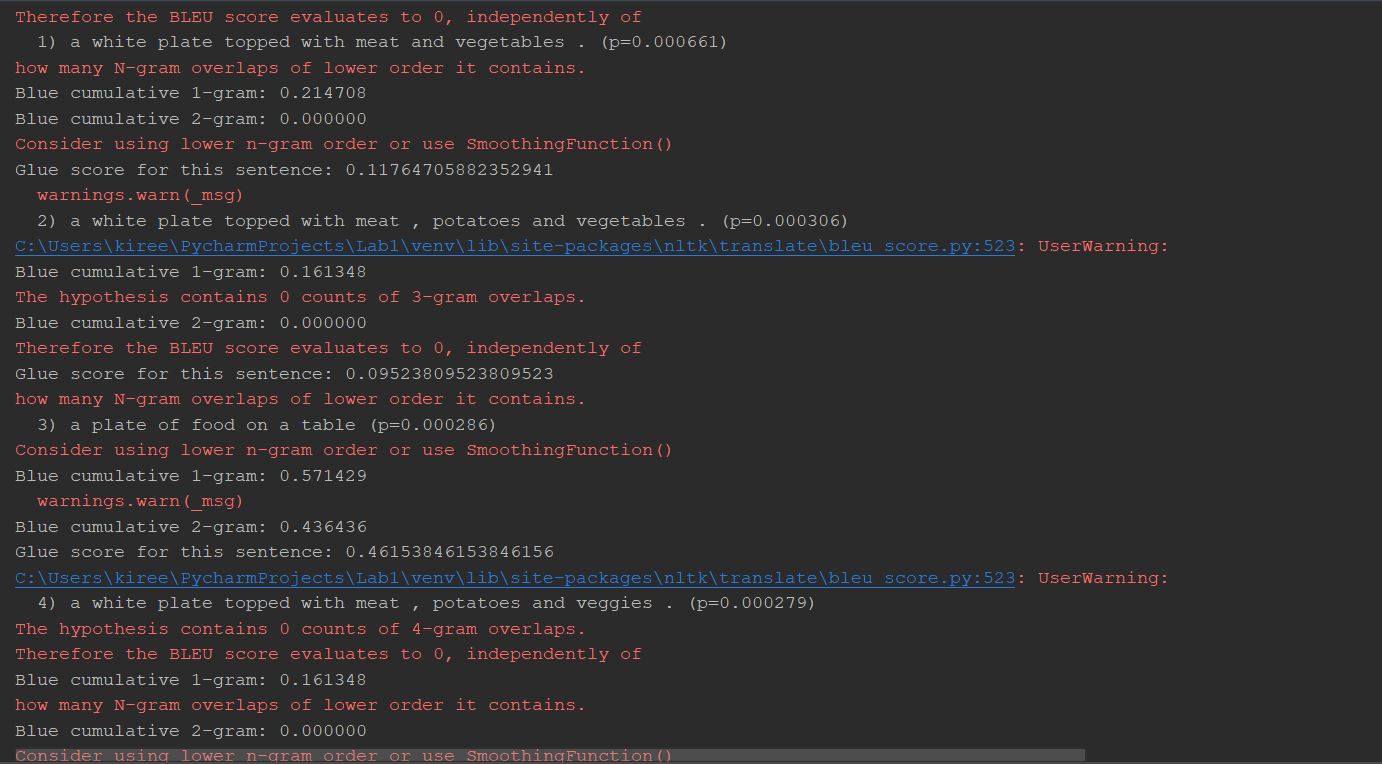 Therefore the BLEU score evaluates to 0, independently of
1) a white plate topped with meat and vegetables . (p=0.000661)
how many N-gram overlaps of lower order it contains.
Blue cumulative 1-gram: 0.214708
Blue cumulative 2-gram: 0.000000
Consider using lower n-gram order or use SmoothingFunction()
Glue score for this sentence: 0.11764705882352941
warnings.warn(_msg)
2) a white plate topped with meat , potatoes and vegetables . (p=0.000306)
C:\Users\kiree\PycharmProjects\Lab1\venv\lib\site-packages\nltk\translate\bleu_score.py:523: UserWarning:
Blue cumulative 1-gram: 0.161348
The hypothesis contains 0 counts of 3-gram overlaps.
Blue cumulative 2-gram: 0.000000
Therefore the BLEU score evaluates to 0, independently of
Glue score for this sentence: 0.09523809523809523
how many N-gram overlaps of lower order it contains.
3) a plate of food on a table (p=0.000286)
Consider using lower n-gram order or use SmoothingFunction()
Blue cumulative 1-gram: 0.571429
warnings.warn(_msg)
Blue cumulative 2-gram: 0.436436
Glue score for this sentence: 0.46153846153846156
C:\Users\kiree\PycharmProjects\Lab1\venv\lib\site-packages\nltk\translate\bleu_score.py:523: UserWarning:
4) a white plate topped with meat , potatoes and veggies . (p=0.000279)
The hypothesis contains 0 counts of 4-gram overlaps.
Therefore the BLEU score evaluates to 0, independently of
Blue cumulative 1-gram: 0.161348
how many N-gram overlaps of lower order it contains.
Blue cumulative 2-gram: 0.000000
Consider using lower n-gram order or use SmoothingFunction()